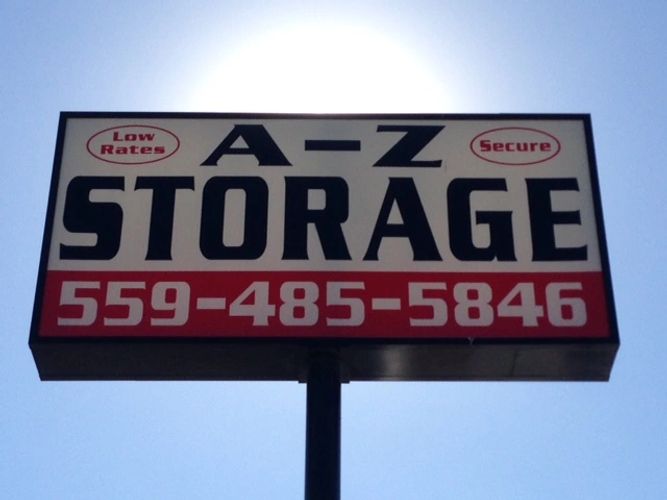 Low
Rates
A-Z
Secure
STORAGE
559-485-5846